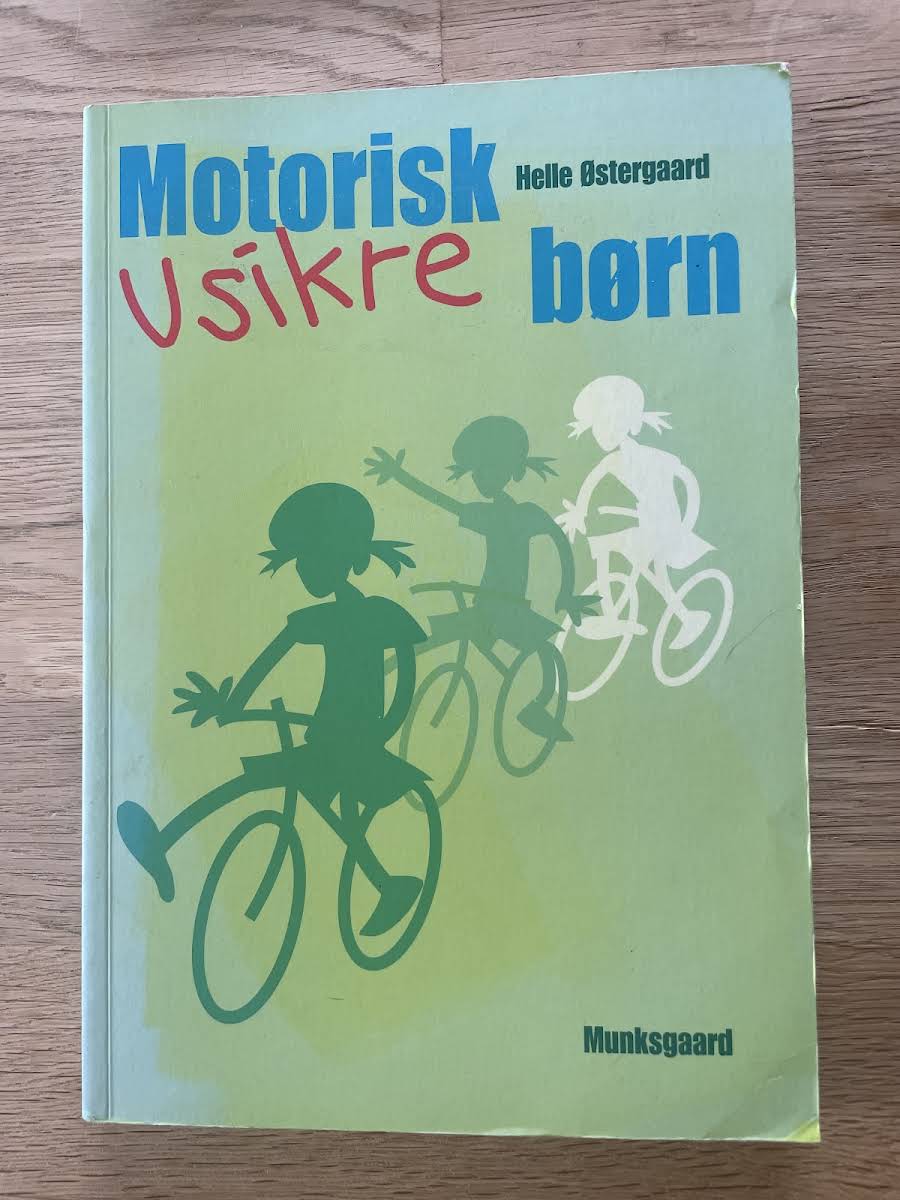 Motorisk
Helle Østergaard
Usikre børn
Munksgaard